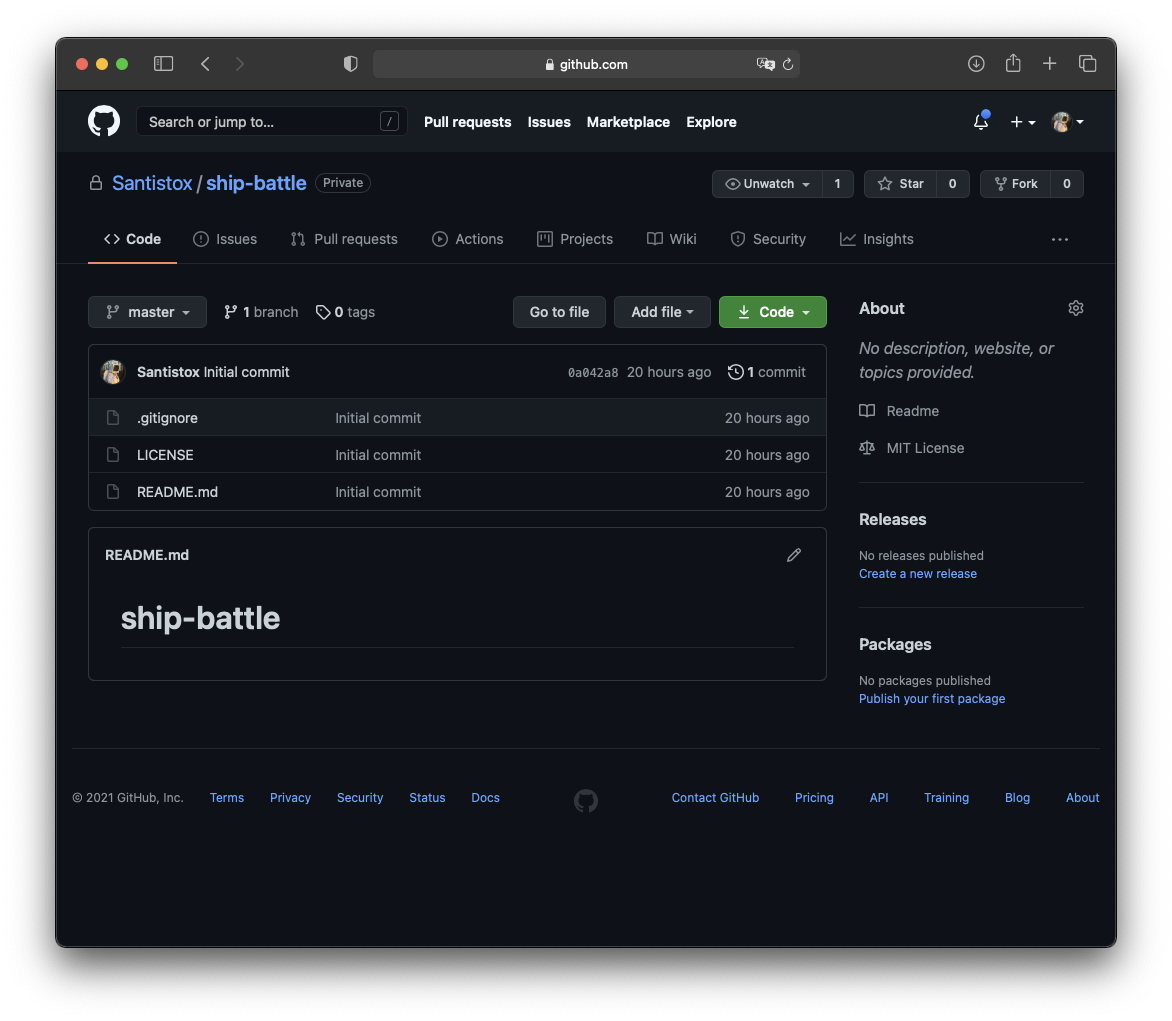 github.com
Search or jump to... / Pull requests Issues Marketplace Explore
Santistox / ship-battle Private Unwatch 1 Star 0 Fork 0
Code Issues Pull requests Actions Projects Wiki Security Insights
master 1 branch 0 tags Go to file Add file Code
Santistox Initial commit 0a042a8 20 hours ago 1 commit
.gitignore Initial commit 20 hours ago
LICENSE Initial commit 20 hours ago
README.md Initial commit 20 hours ago
README.md
ship-battle
About
No description, website, or
topics provided.
Readme
MIT License
Releases
No releases published
Create a new release
Packages
No packages published
Publish your first package
© 2021 GitHub, Inc. Terms Privacy Security Status Docs Contact GitHub Pricing API Training Blog About